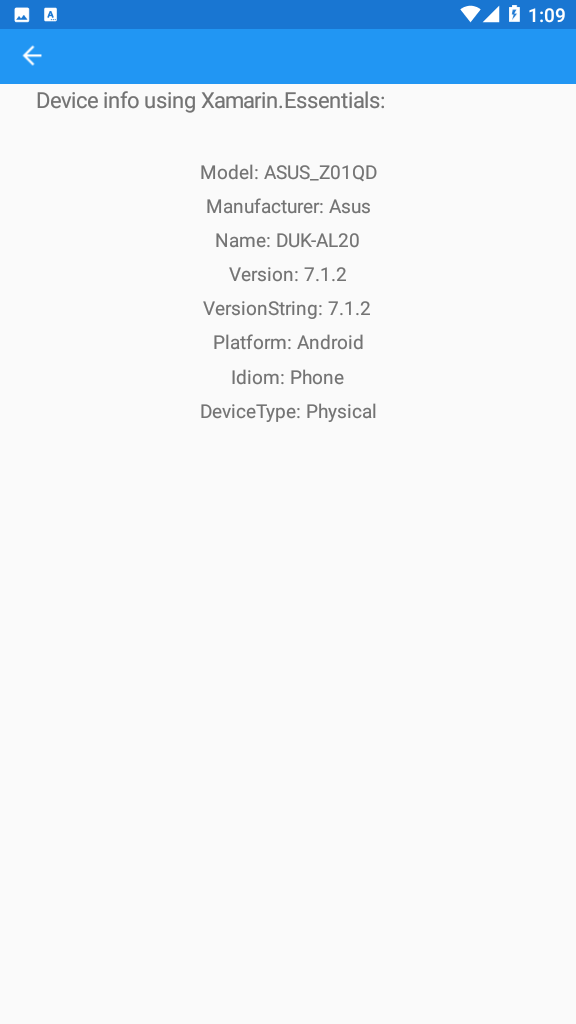 1:09
Device info using Xamarin.Essentials:
Model: ASUS_Z01QD
Manufacturer: Asus
Name: DUK-AL20
Version: 7.1.2
VersionString: 7.1.2
Platform: Android
Idiom: Phone
DeviceType: Physical